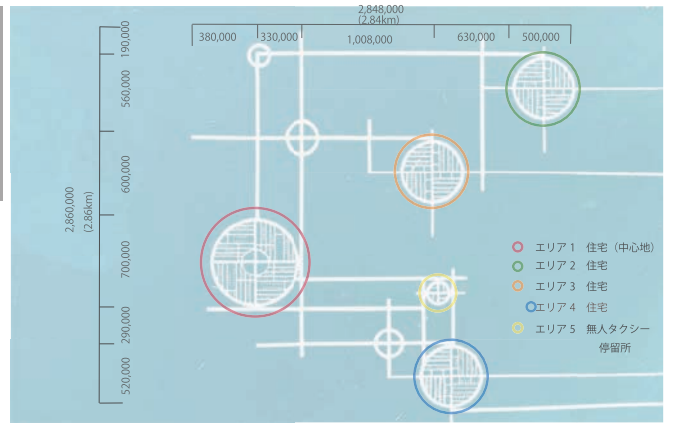 2,848,000
(2.84km)
380,000
330,000
1,008,000
630,000
500,000
190,000
560,000
600,000
2,860,000
(2.86km)
700,000
290,000
520,000
エリア1 住宅（中心地）
エリア2 住宅
エリア3 住宅
エリア4 住宅
エリア5 無人タクシー
停留所